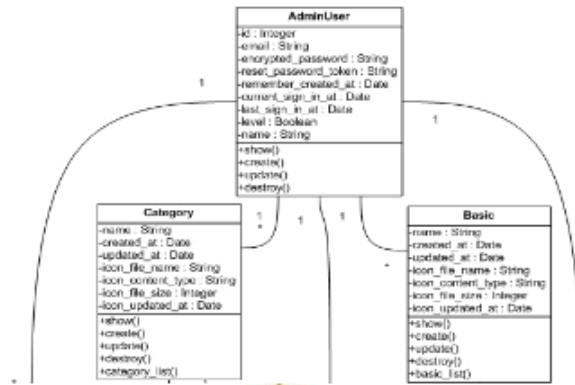 AdminUser
-id : Integer
-email : String
-encrypted_password : String
-reset_password_token : String
-remember_created_at : Date
-current_sign_in_at : Date
-last_sign_in_at : Date
-level : Boolean
-name : String
+show()
+create()
+update()
+destroy()
1
1
1
1
1
Category
-name : String
-created_at : Date
-updated_at : Date
-icon_file_name : String
-icon_content_type : String
-icon_file_size : Integer
-icon_updated_at : Date
+show()
+create()
+update()
+destroy()
+category_list()
*
*
*
Basic
-name : String
-created_at : Date
-updated_at : Date
-icon_file_name : String
-icon_content_type : String
-icon_file_size : Integer
-icon_updated_at : Date
+show()
+create()
+update()
+destroy()
+basic_list()
1
1